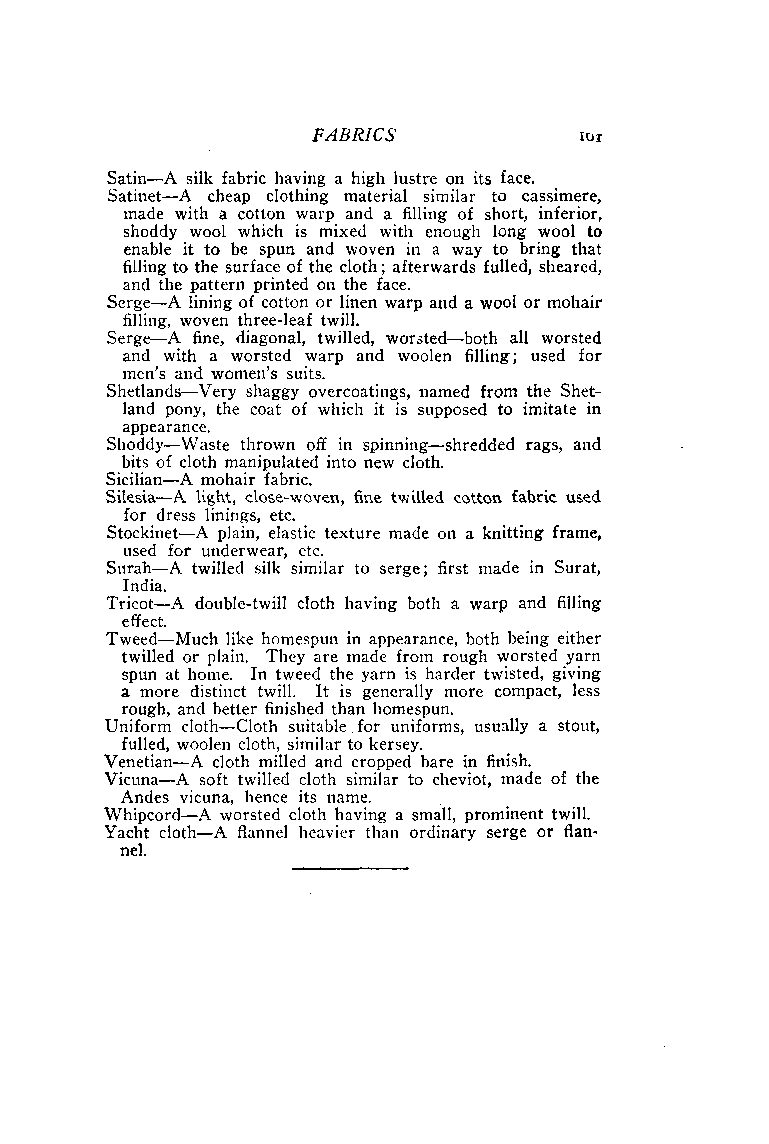 FABRICS 101
Satin—A silk fabric having a high lustre on its face.
Satinet—A cheap clothing material similar to cassimere,
made with a cotton warp and a filling of short, inferior,
shoddy wool which is mixed with enough long wool to
enable it to be spun and woven in a way to bring that
filling to the surface of the cloth; afterwards fulled, sheared,
and the pattern printed on the face.
Serge—A lining of cotton or linen warp and a wool or mohair
filling, woven three-leaf twill.
Serge—A fine, diagonal, twilled, worsted—both all worsted
and with a worsted warp and woolen filling; used for
men's and women's suits.
Shetlands—Very shaggy overcoatings, named from the Shet-
land pony, the coat of which it is supposed to imitate in
appearance.
Shoddy—Waste thrown off in spinning—shredded rags, and
bits of cloth manipulated into new cloth.
Sicilian—A mohair fabric.
Silesia—A light, close-woven, fine twilled cotton fabric used
for dress linings, etc.
Stockinet—A plain, elastic texture made on a knitting frame,
used for underwear, etc.
Surah—A twilled silk similar to serge; first made in Surat,
India.
Tricot—A double-twill cloth having both a warp and filling
effect.
Tweed—Much like homespun in appearance, both being either
twilled or plain. They are made from rough worsted yarn
spun at home. In tweed the yarn is harder twisted, giving
a more distinct twill. It is generally more compact, less
rough, and better finished than homespun.
Uniform cloth—Cloth suitable for uniforms, usually a stout,
fulled, woolen cloth, similar to kersey.
Venetian—A cloth milled and cropped bare in finish.
Vicuna—A soft twilled cloth similar to cheviot, made of the
Andes vicuna, hence its name.
Whipcord—A worsted cloth having a small, prominent twill.
Yacht cloth—A flannel heavier than ordinary serge or flan-
nel.